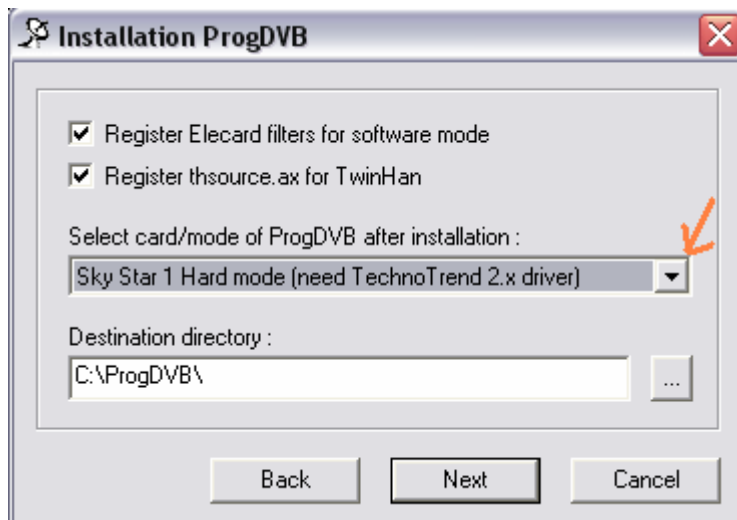 Installation ProgDVB
Register Elecard filters for software mode
Register thsource.ax for TwinHan
Select card/mode of ProgDVB after installation :
Sky Star 1 Hard mode (need TechnoTrend 2.x driver)
Destination directory :
C:\ProgDVB\
...
Back Next Cancel